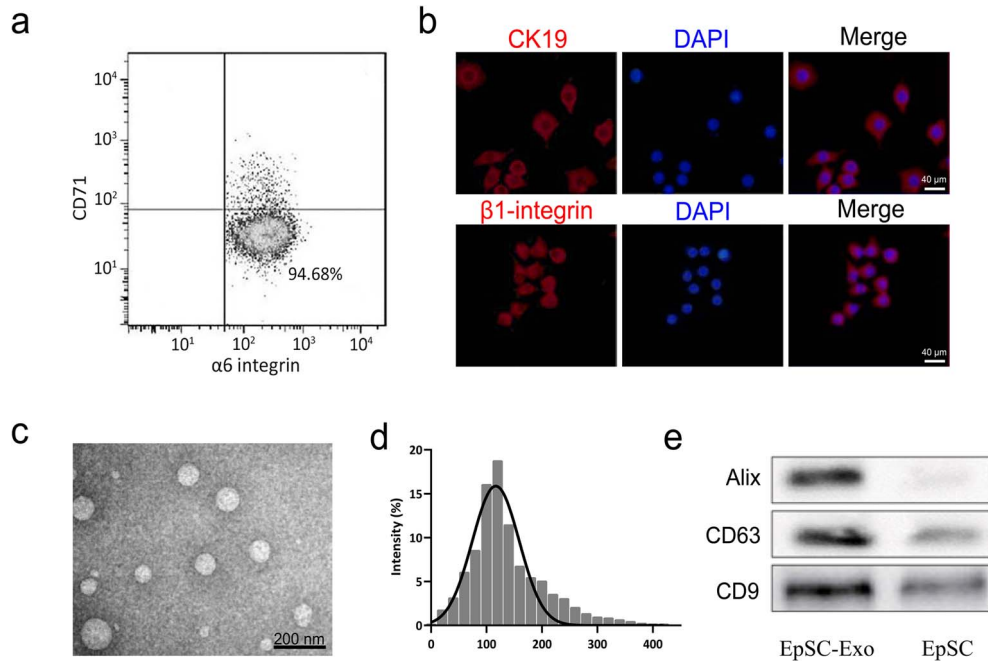 a
10⁴
10³
10²
10¹
CD71
94.68%
10¹ 10² 10³ 10⁴
α6 integrin
b
CK19 DAPI Merge
40 μm
β1-integrin DAPI Merge
40 μm
c
200 nm
d
20
15
10
5
0
Intensity (%)
0 100 200 300 400
e
Alix
CD63
CD9
EpSC-Exo EpSC